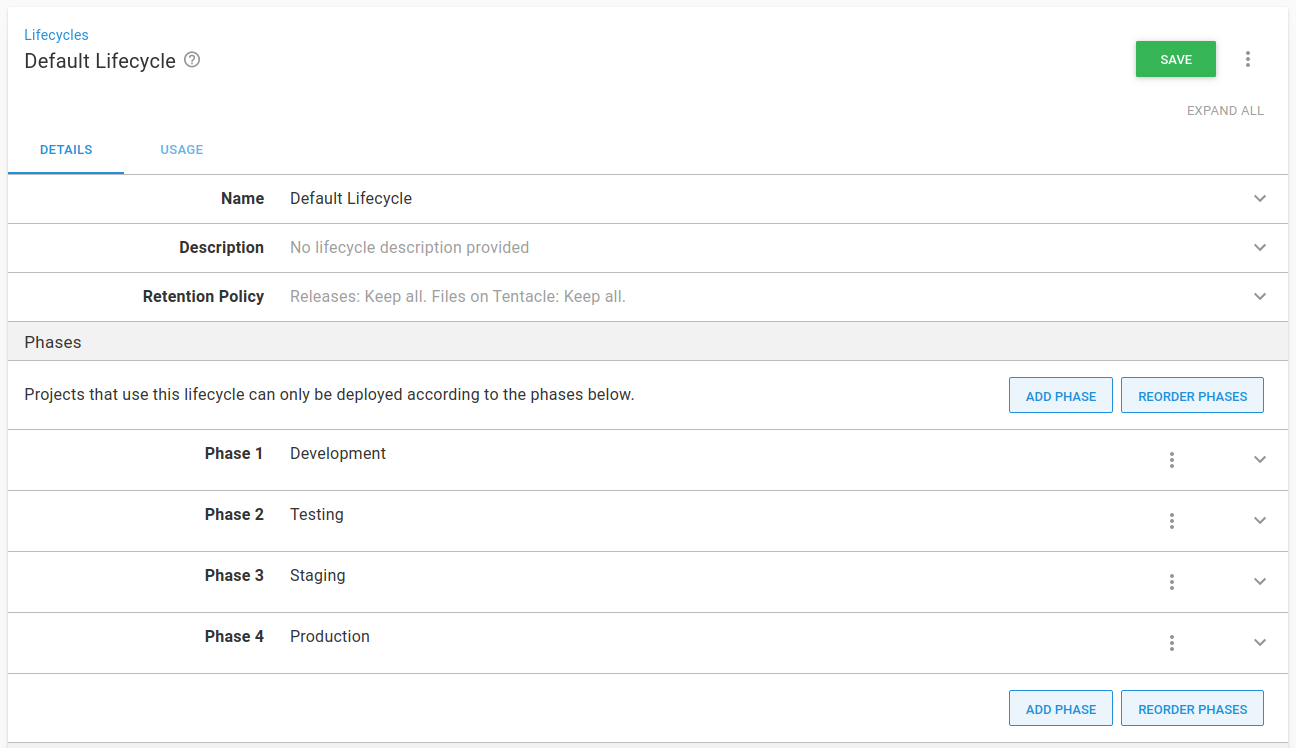 Lifecycles
Default Lifecycle ?
SAVE
EXPAND ALL
DETAILS USAGE
Name Default Lifecycle
Description No lifecycle description provided
Retention Policy Releases: Keep all. Files on Tentacle: Keep all.
Phases
Projects that use this lifecycle can only be deployed according to the phases below. ADD PHASE REORDER PHASES
Phase 1 Development
Phase 2 Testing
Phase 3 Staging
Phase 4 Production
ADD PHASE REORDER PHASES